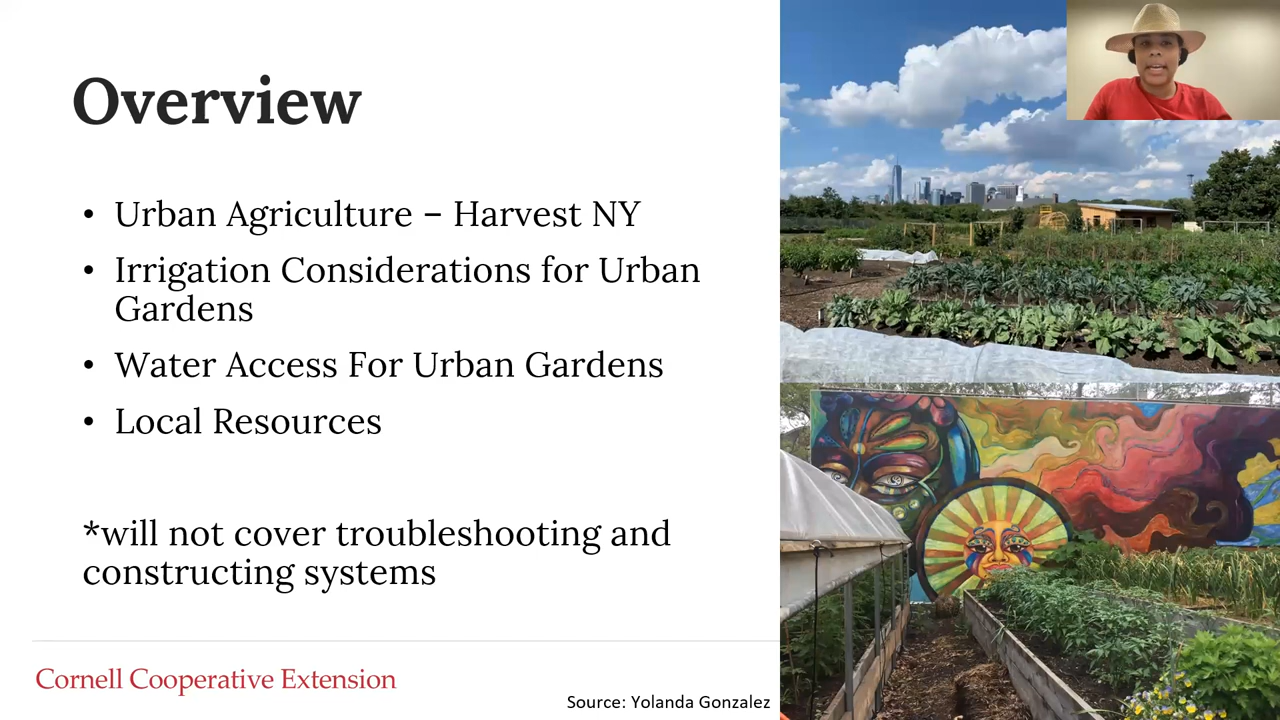 Overview
• Urban Agriculture – Harvest NY
• Irrigation Considerations for Urban
Gardens
• Water Access For Urban Gardens
• Local Resources
*will not cover troubleshooting and
constructing systems
Cornell Cooperative Extension
Source: Yolanda Gonzalez